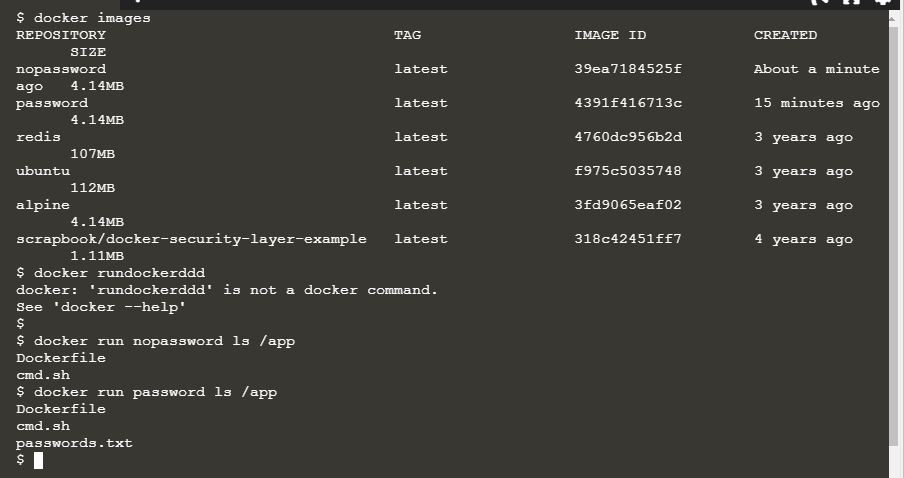 $ docker images
REPOSITORY TAG IMAGE ID CREATED
SIZE
nopassword latest 39ea7184525f About a minute
ago 4.14MB
password latest 4391f416713c 15 minutes ago
4.14MB
redis latest 4760dc956b2d 3 years ago
107MB
ubuntu latest f975c5035748 3 years ago
112MB
alpine latest 3fd9065eaf02 3 years ago
4.14MB
scrapbook/docker-security-layer-example latest 318c42451ff7 4 years ago
1.11MB
$ docker rundockerddd
docker: 'rundockerddd' is not a docker command.
See 'docker --help'
$
$ docker run nopassword ls /app
Dockerfile
cmd.sh
$ docker run password ls /app
Dockerfile
cmd.sh
passwords.txt
$